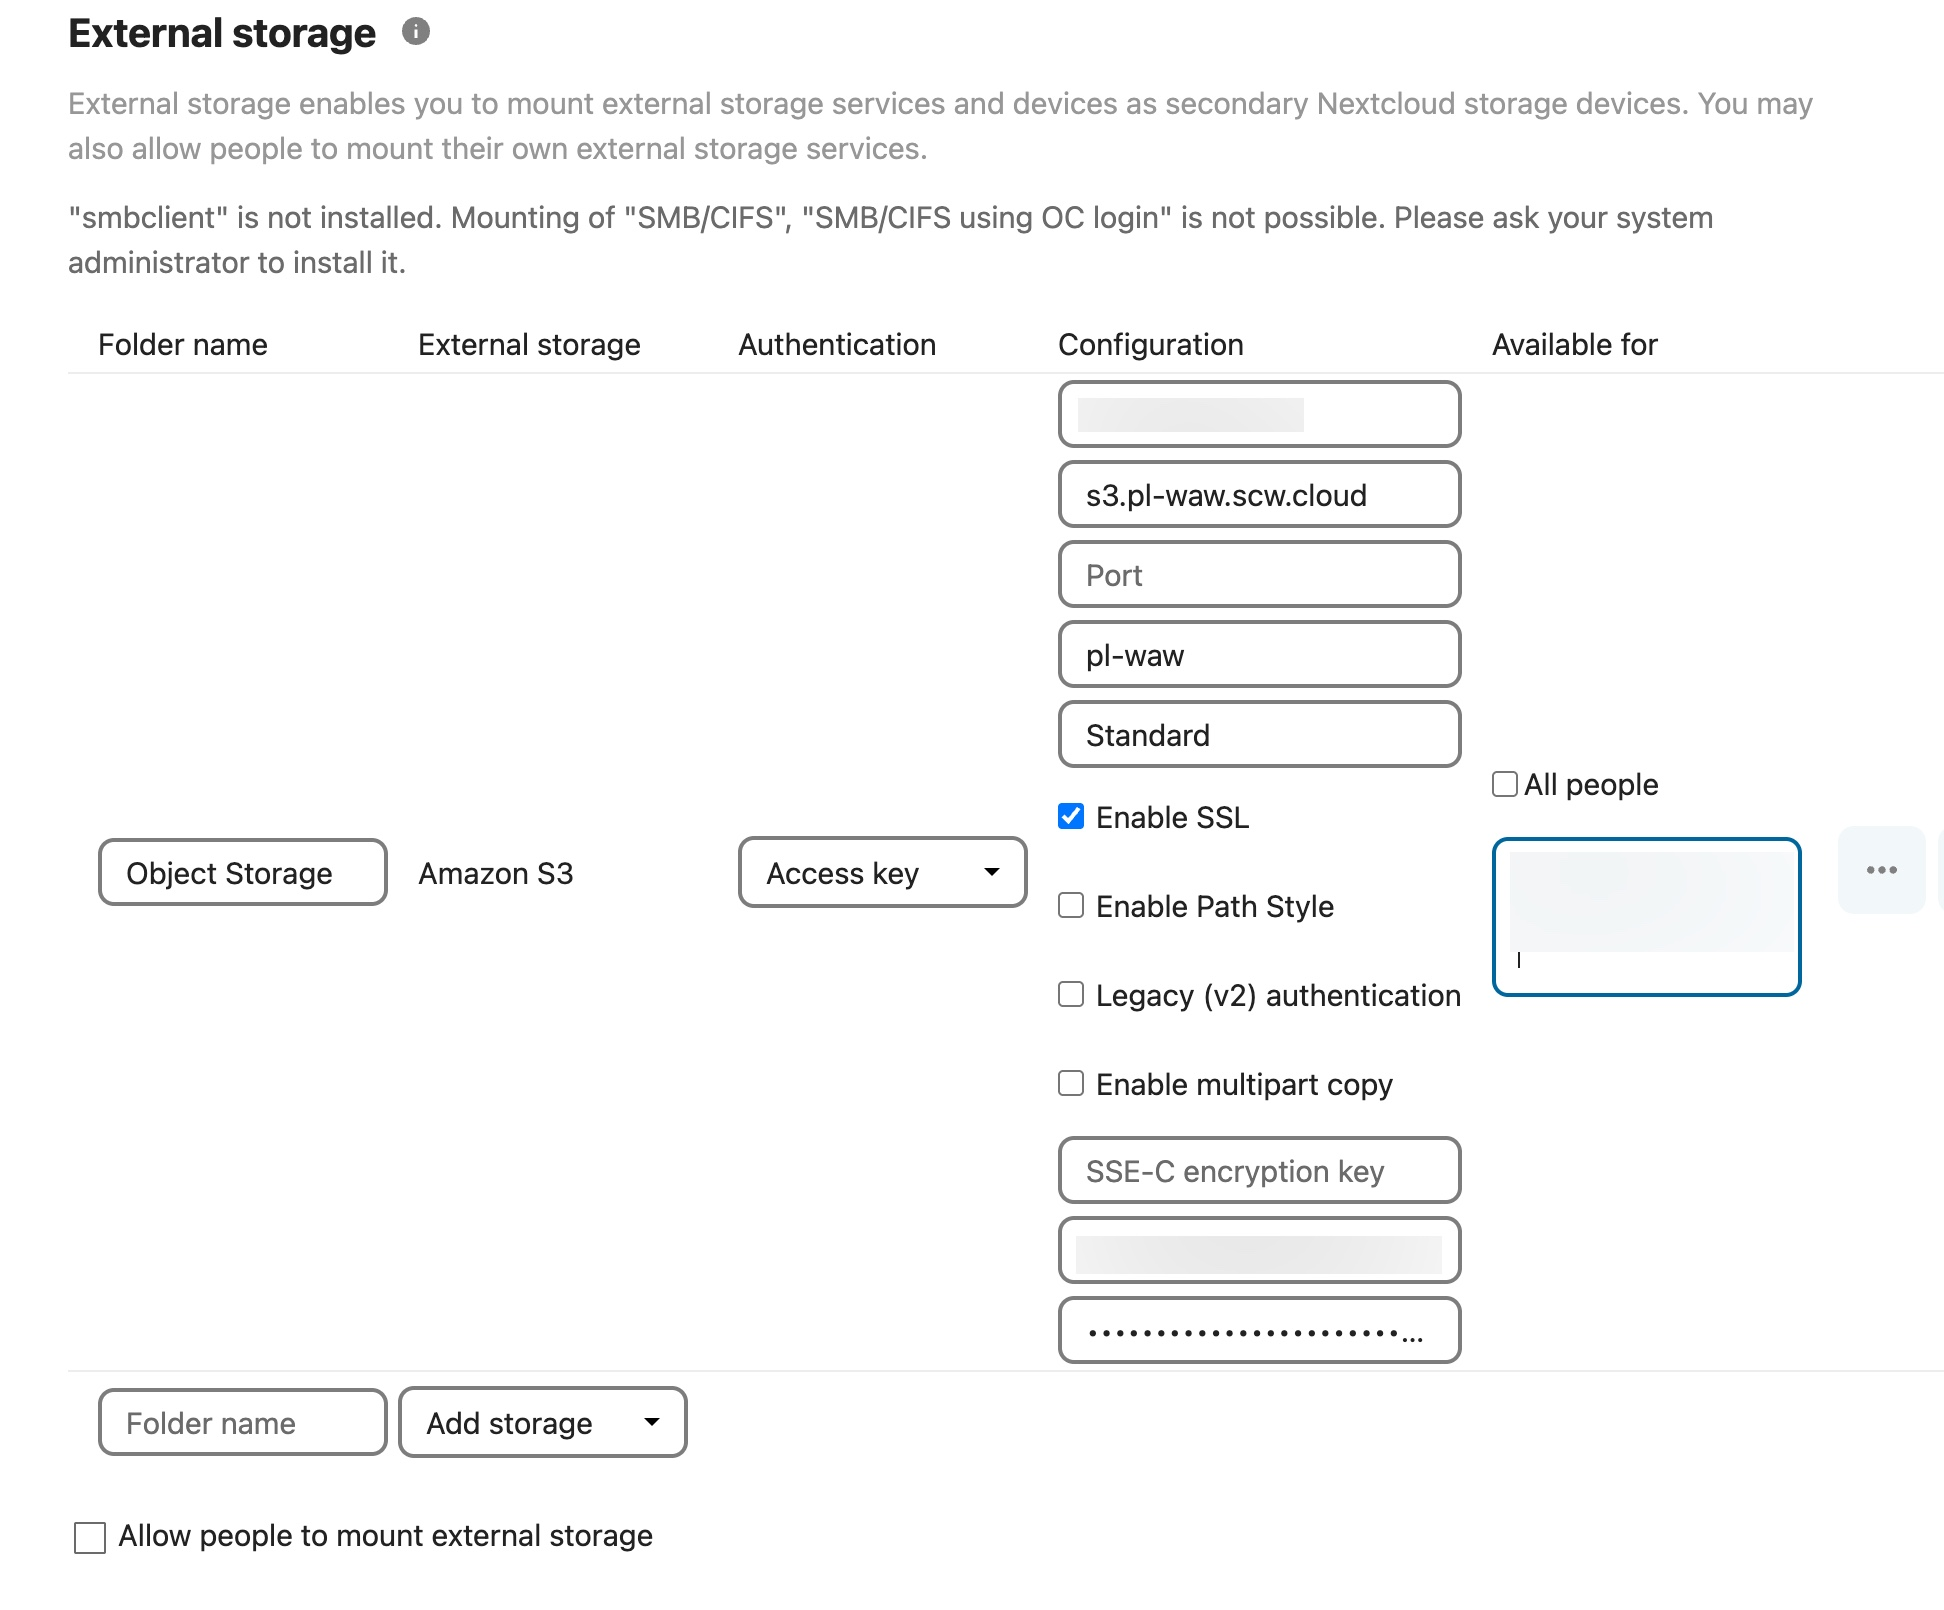 External storage
External storage enables you to mount external storage services and devices as secondary Nextcloud storage devices. You may
also allow people to mount their own external storage services.
"smbclient" is not installed. Mounting of "SMB/CIFS", "SMB/CIFS using OC login" is not possible. Please ask your system
administrator to install it.
Folder name External storage Authentication Configuration Available for
s3.pl-waw.scw.cloud
Port
pl-waw
Standard
All people
Enable SSL
Object Storage Amazon S3 Access key
Enable Path Style
Legacy (v2) authentication
Enable multipart copy
SSE-C encryption key
Folder name Add storage
Allow people to mount external storage